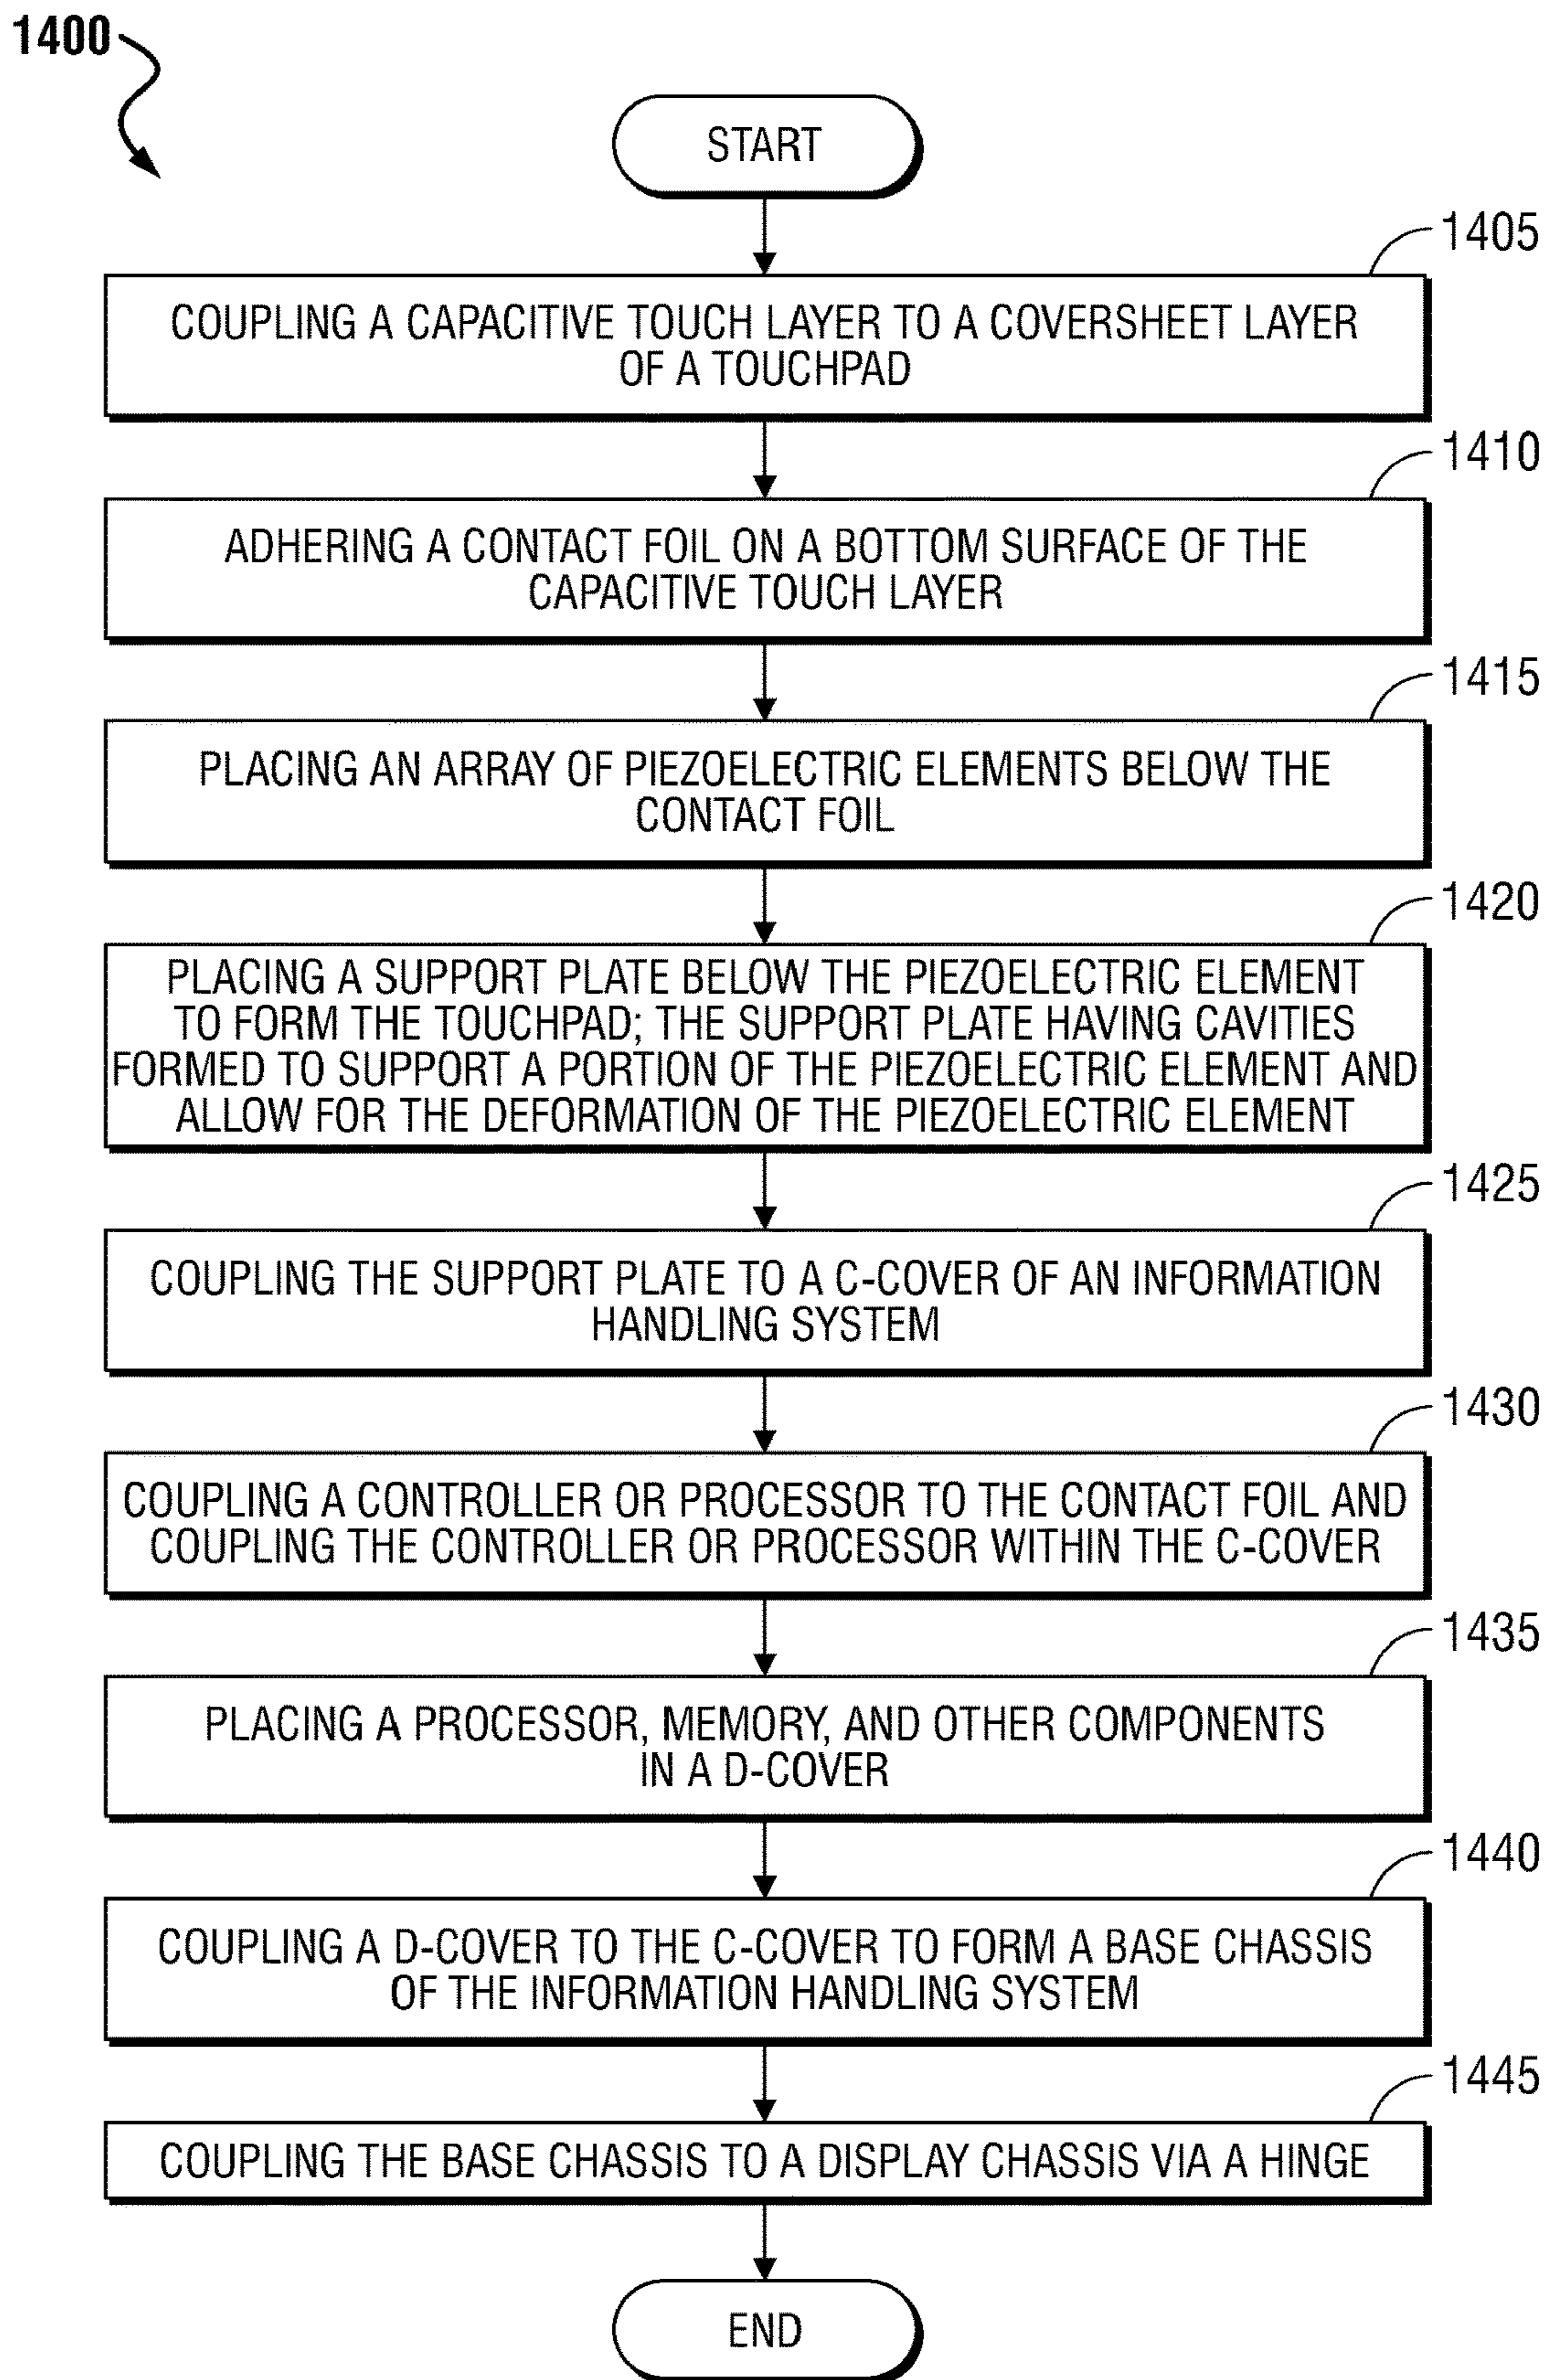 1400
START
1405
COUPLING A CAPACITIVE TOUCH LAYER TO A COVERSHEET LAYER
OF A TOUCHPAD
1410
ADHERING A CONTACT FOIL ON A BOTTOM SURFACE OF THE
CAPACITIVE TOUCH LAYER
1415
PLACING AN ARRAY OF PIEZOELECTRIC ELEMENTS BELOW THE
CONTACT FOIL
1420
PLACING A SUPPORT PLATE BELOW THE PIEZOELECTRIC ELEMENT
TO FORM THE TOUCHPAD; THE SUPPORT PLATE HAVING CAVITIES
FORMED TO SUPPORT A PORTION OF THE PIEZOELECTRIC ELEMENT AND
ALLOW FOR THE DEFORMATION OF THE PIEZOELECTRIC ELEMENT
1425
COUPLING THE SUPPORT PLATE TO A C-COVER OF AN INFORMATION
HANDLING SYSTEM
1430
COUPLING A CONTROLLER OR PROCESSOR TO THE CONTACT FOIL AND
COUPLING THE CONTROLLER OR PROCESSOR WITHIN THE C-COVER
1435
PLACING A PROCESSOR, MEMORY, AND OTHER COMPONENTS
IN A D-COVER
1440
COUPLING A D-COVER TO THE C-COVER TO FORM A BASE CHASSIS
OF THE INFORMATION HANDLING SYSTEM
1445
COUPLING THE BASE CHASSIS TO A DISPLAY CHASSIS VIA A HINGE
END